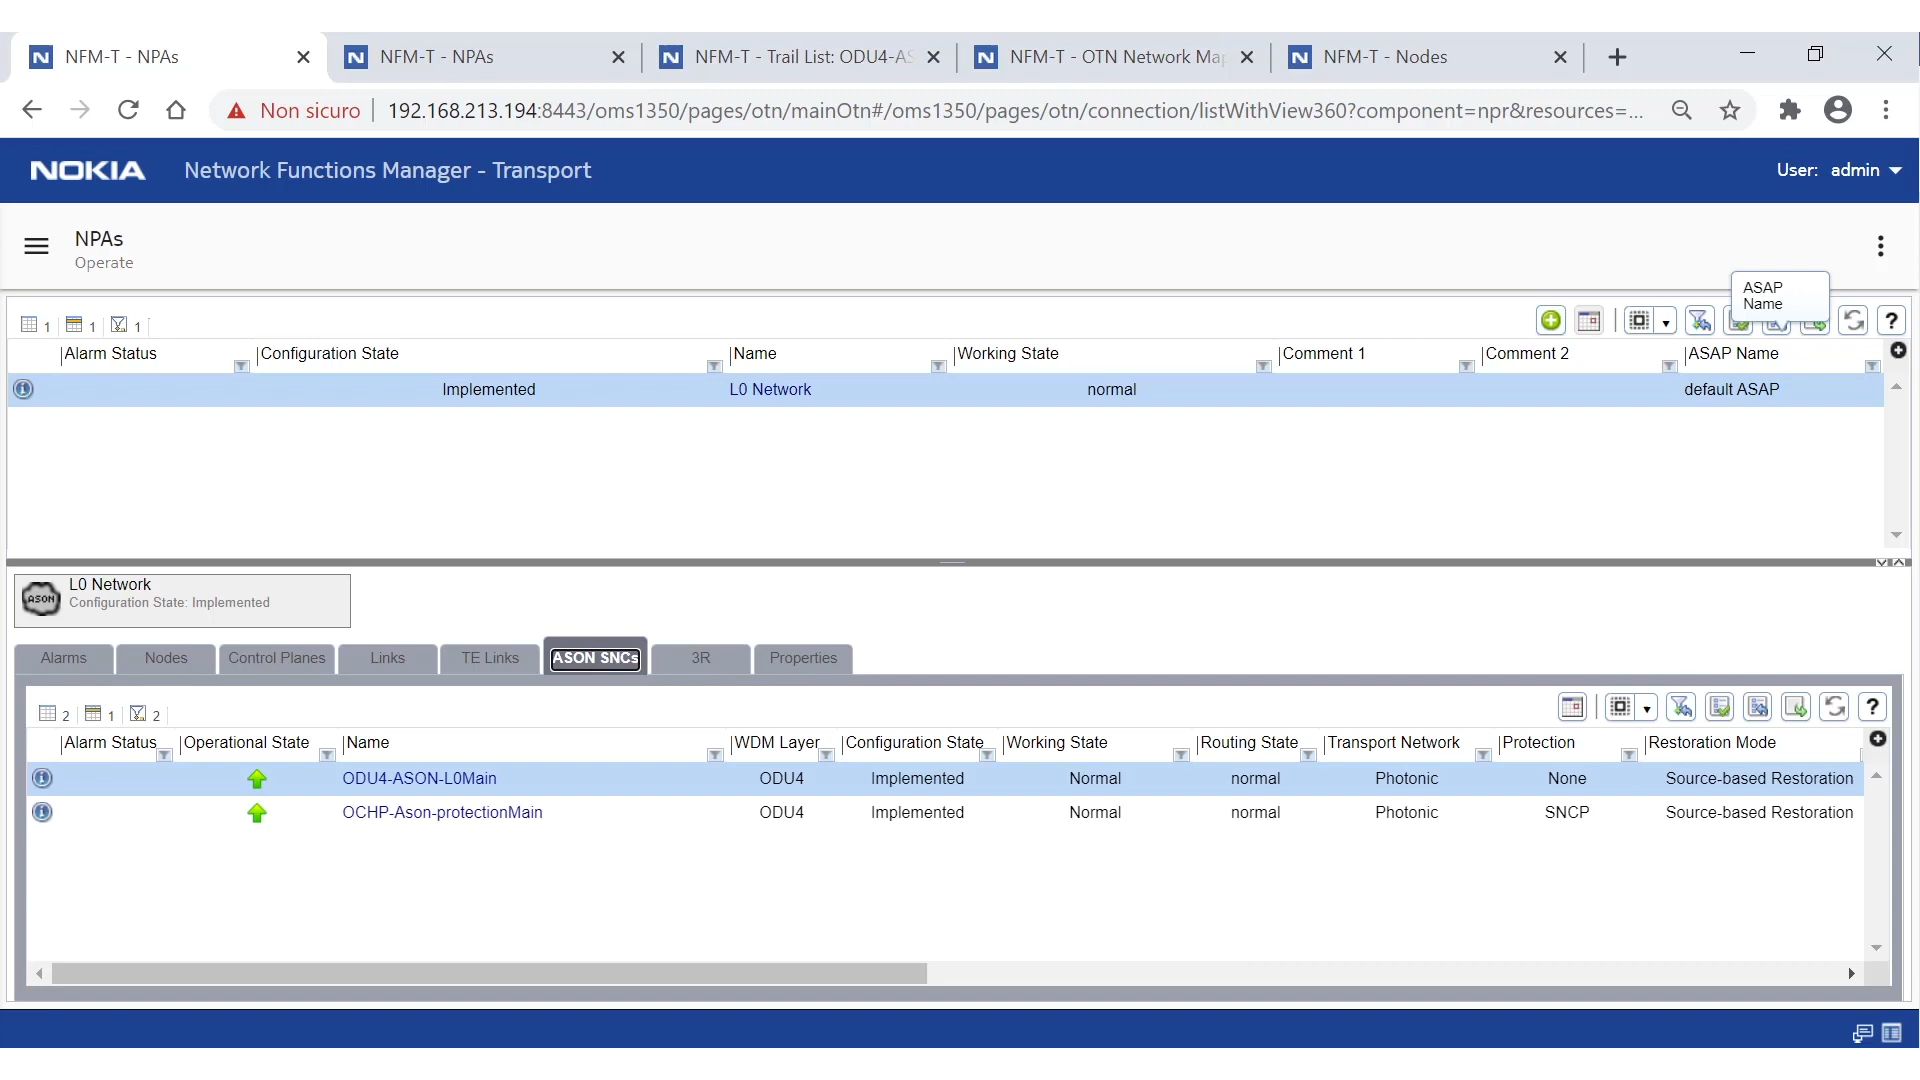 NFM-T - NPAs
NFM-T - NPAs
NFM-T - Trail List: ODU4-AS
NFM-T - OTN Network Map
NFM-T - Nodes
Non sicuro
192.168.213.194:8443/oms1350/pages/otn/mainOtn#/oms1350/pages/otn/connection/listWithView360?component=npr&resources=...
NOKIA Network Functions Manager - Transport
User: admin
NPAs
Operate
ASAP
Name
1 1 1
?
Alarm Status Configuration State Name Working State Comment 1 Comment 2 ASAP Name
Implemented L0 Network normal default ASAP
ASON
L0 Network
Configuration State: Implemented
Alarms Nodes Control Planes Links TE Links ASON SNCs 3R Properties
2 1 2
?
Alarm Status Operational State Name WDM Layer Configuration State Working State Routing State Transport Network Protection Restoration Mode
ODU4-ASON-L0Main ODU4 Implemented Normal normal Photonic None Source-based Restoration
OCHP-Ason-protectionMain ODU4 Implemented Normal normal Photonic SNCP Source-based Restoration